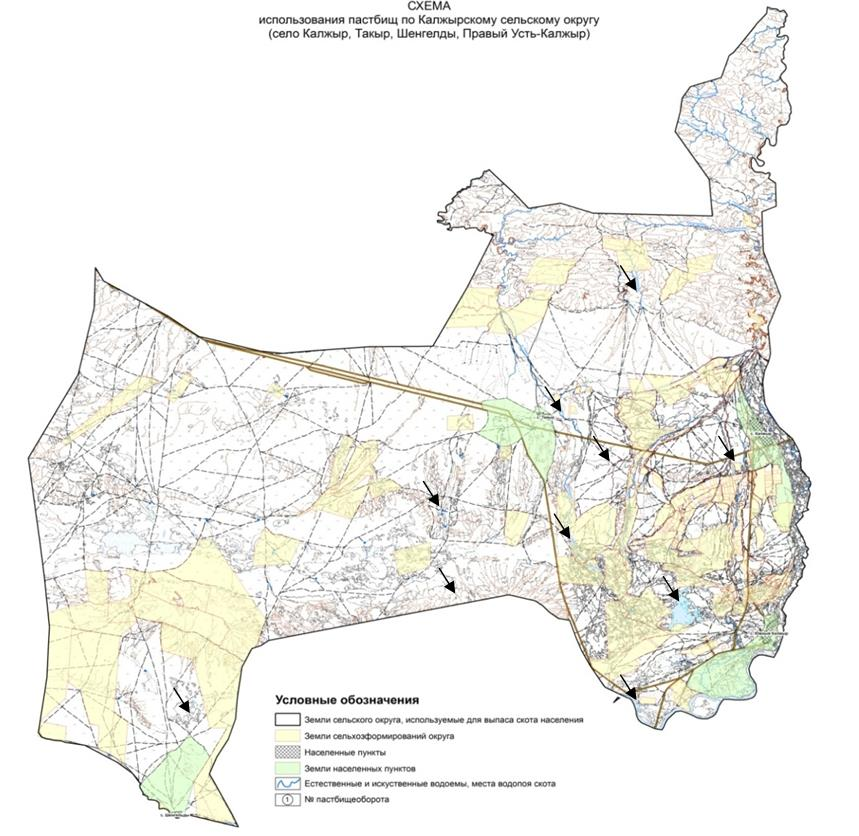 СХЕМА
использования пастбищ по Калжырскому сельскому округу
(село Калжыр, Такыр, Шенгелды, Правый Усть-Калжыр)
Условные обозначения
Земли сельского округа, используемые для выпаса скота населения
Земли сельхозформирований округа
Населенные пункты
Земли населенных пунктов
Естественные и искуственные водоемы, места водопоя скота
1 № пастбищеоборота